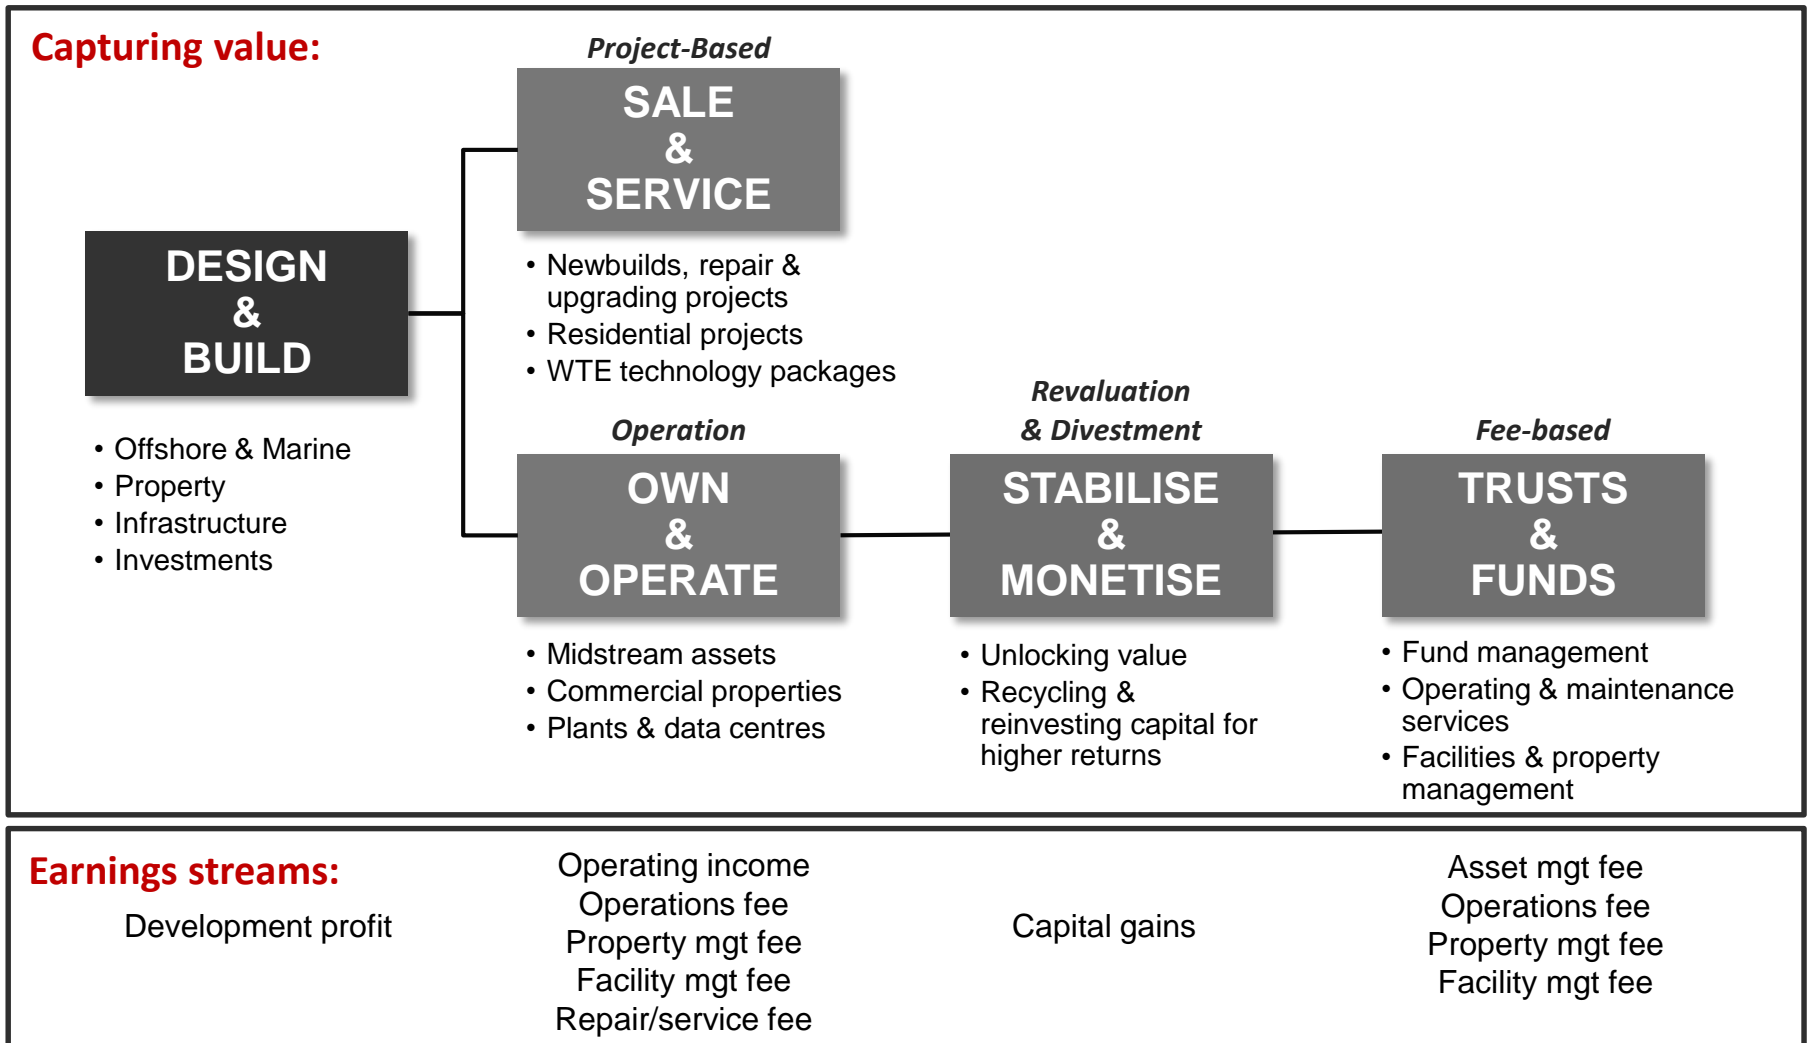 Capturing value:
Project-Based
SALE
&
SERVICE
DESIGN
&
BUILD
• Newbuilds, repair &
upgrading projects
• Residential projects
• WTE technology packages
• Offshore & Marine
• Property
• Infrastructure
• Investments
Operation
OWN
&
OPERATE
• Midstream assets
• Commercial properties
• Plants & data centres
Revaluation
& Divestment
STABILISE
&
MONETISE
• Unlocking value
• Recycling &
reinvesting capital for
higher returns
Fee-based
TRUSTS
&
FUNDS
• Fund management
• Operating & maintenance
services
• Facilities & property
management
Earnings streams:
Development profit
Operating income
Operations fee
Property mgt fee
Facility mgt fee
Repair/service fee
Capital gains
Asset mgt fee
Operations fee
Property mgt fee
Facility mgt fee